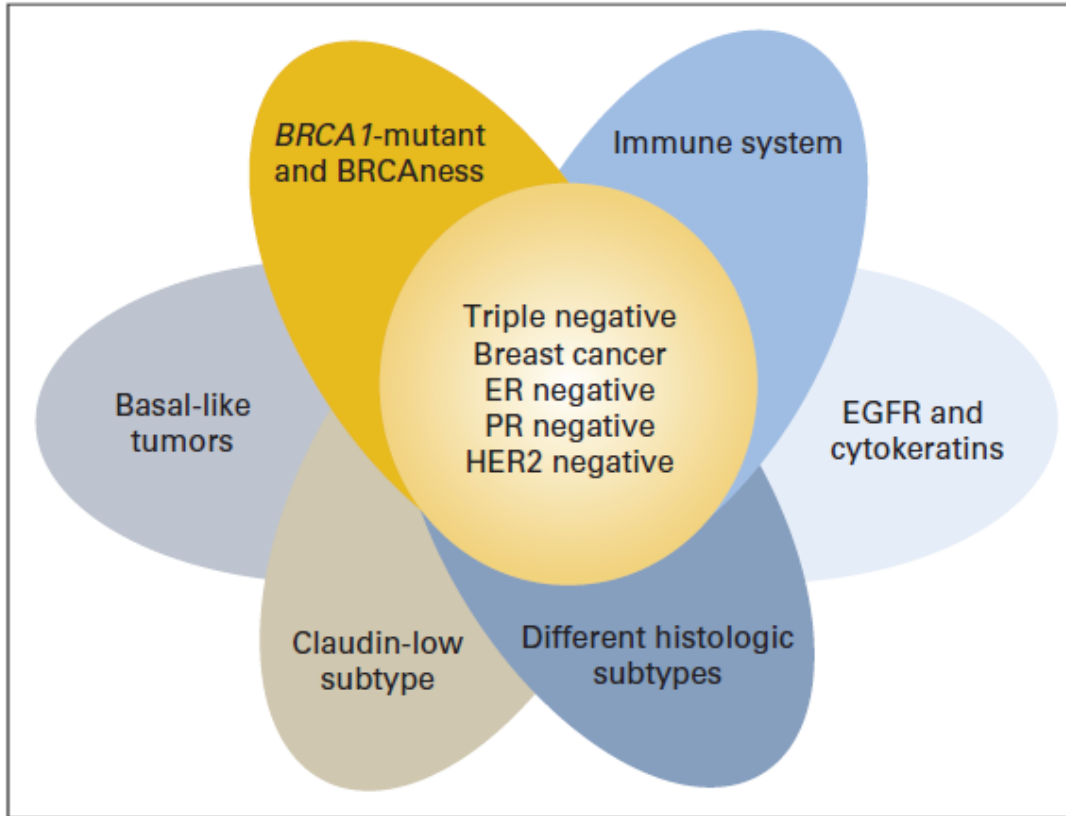 BRCA1-mutant
and BRCAness
Immune system
Triple negative
Breast cancer
ER negative
PR negative
HER2 negative
Basal-like
tumors
EGFR and
cytokeratins
Claudin-low
subtype
Different histologic
subtypes